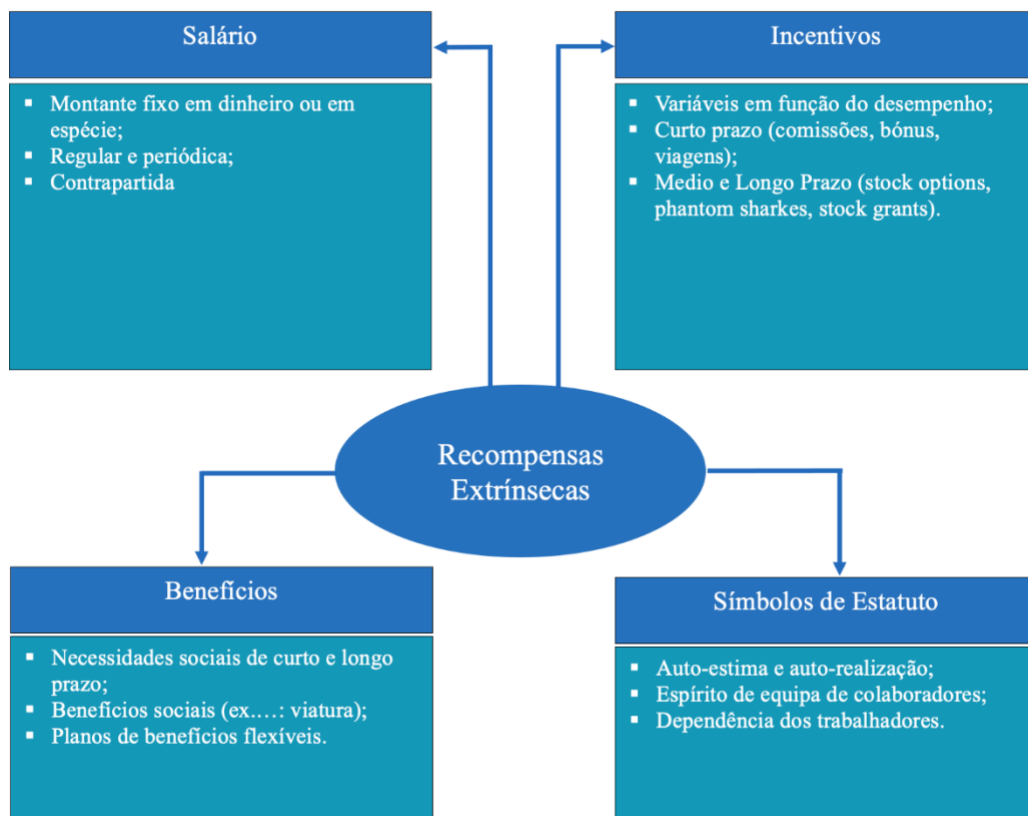 Salário
▪ Montante fixo em dinheiro ou em
espécie;
▪ Regular e periódica;
▪ Contrapartida
Incentivos
▪ Variáveis em função do desempenho;
▪ Curto prazo (comissões, bónus,
viagens);
▪ Medio e Longo Prazo (stock options,
phantom sharkes, stock grants).
Recompensas
Extrínsecas
Benefícios
▪ Necessidades sociais de curto e longo
prazo;
▪ Benefícios sociais (ex.…: viatura);
▪ Planos de benefícios flexíveis.
Símbolos de Estatuto
▪ Auto-estima e auto-realização;
▪ Espírito de equipa de colaboradores;
▪ Dependência dos trabalhadores.